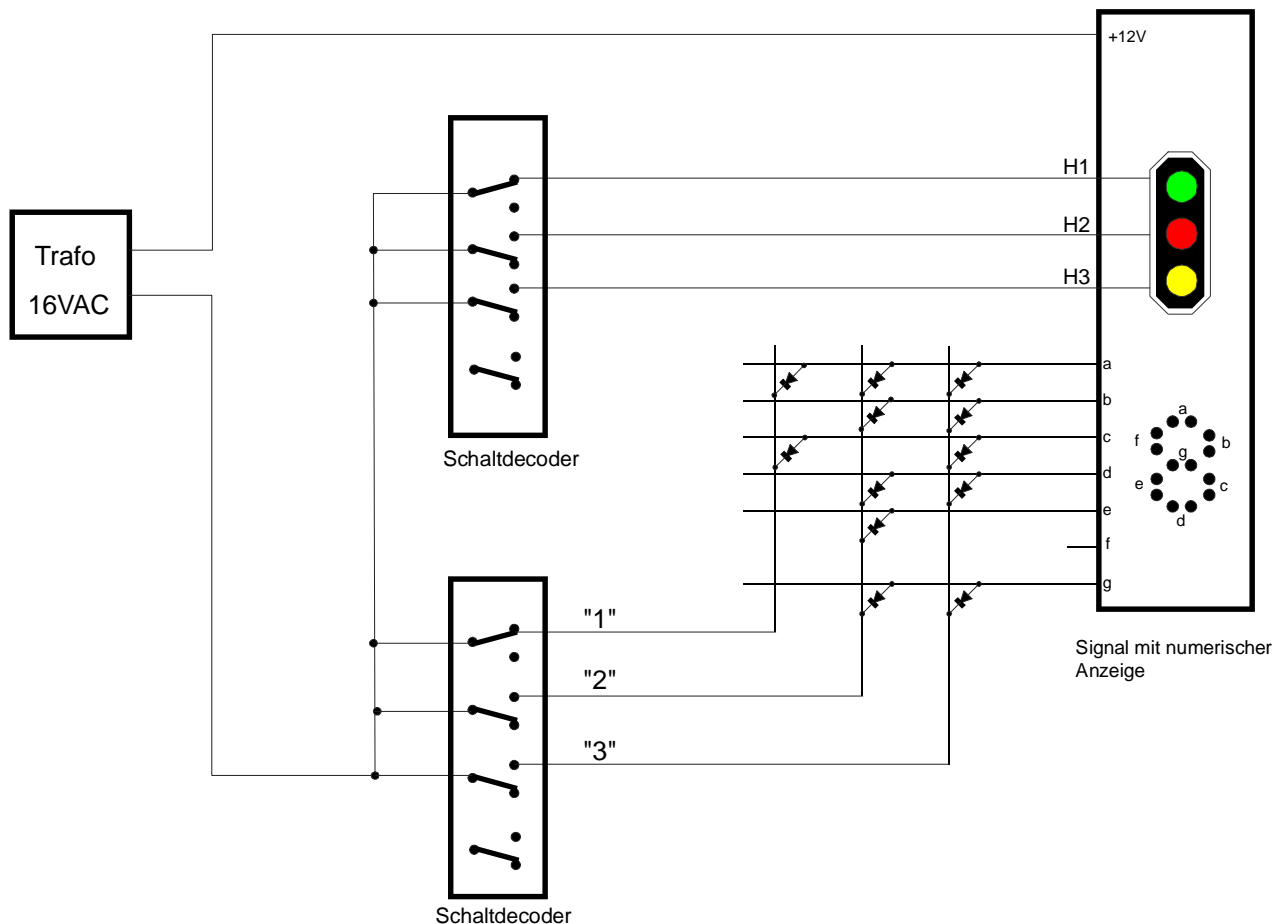 +12V
H1
H2
H3
Trafo
16VAC
a
b
c
d
e
f
g
a
f
b
g
e
c
d
Schaltdecoder
"1"
"2"
"3"
Signal mit numerischer
Anzeige
Schaltdecoder